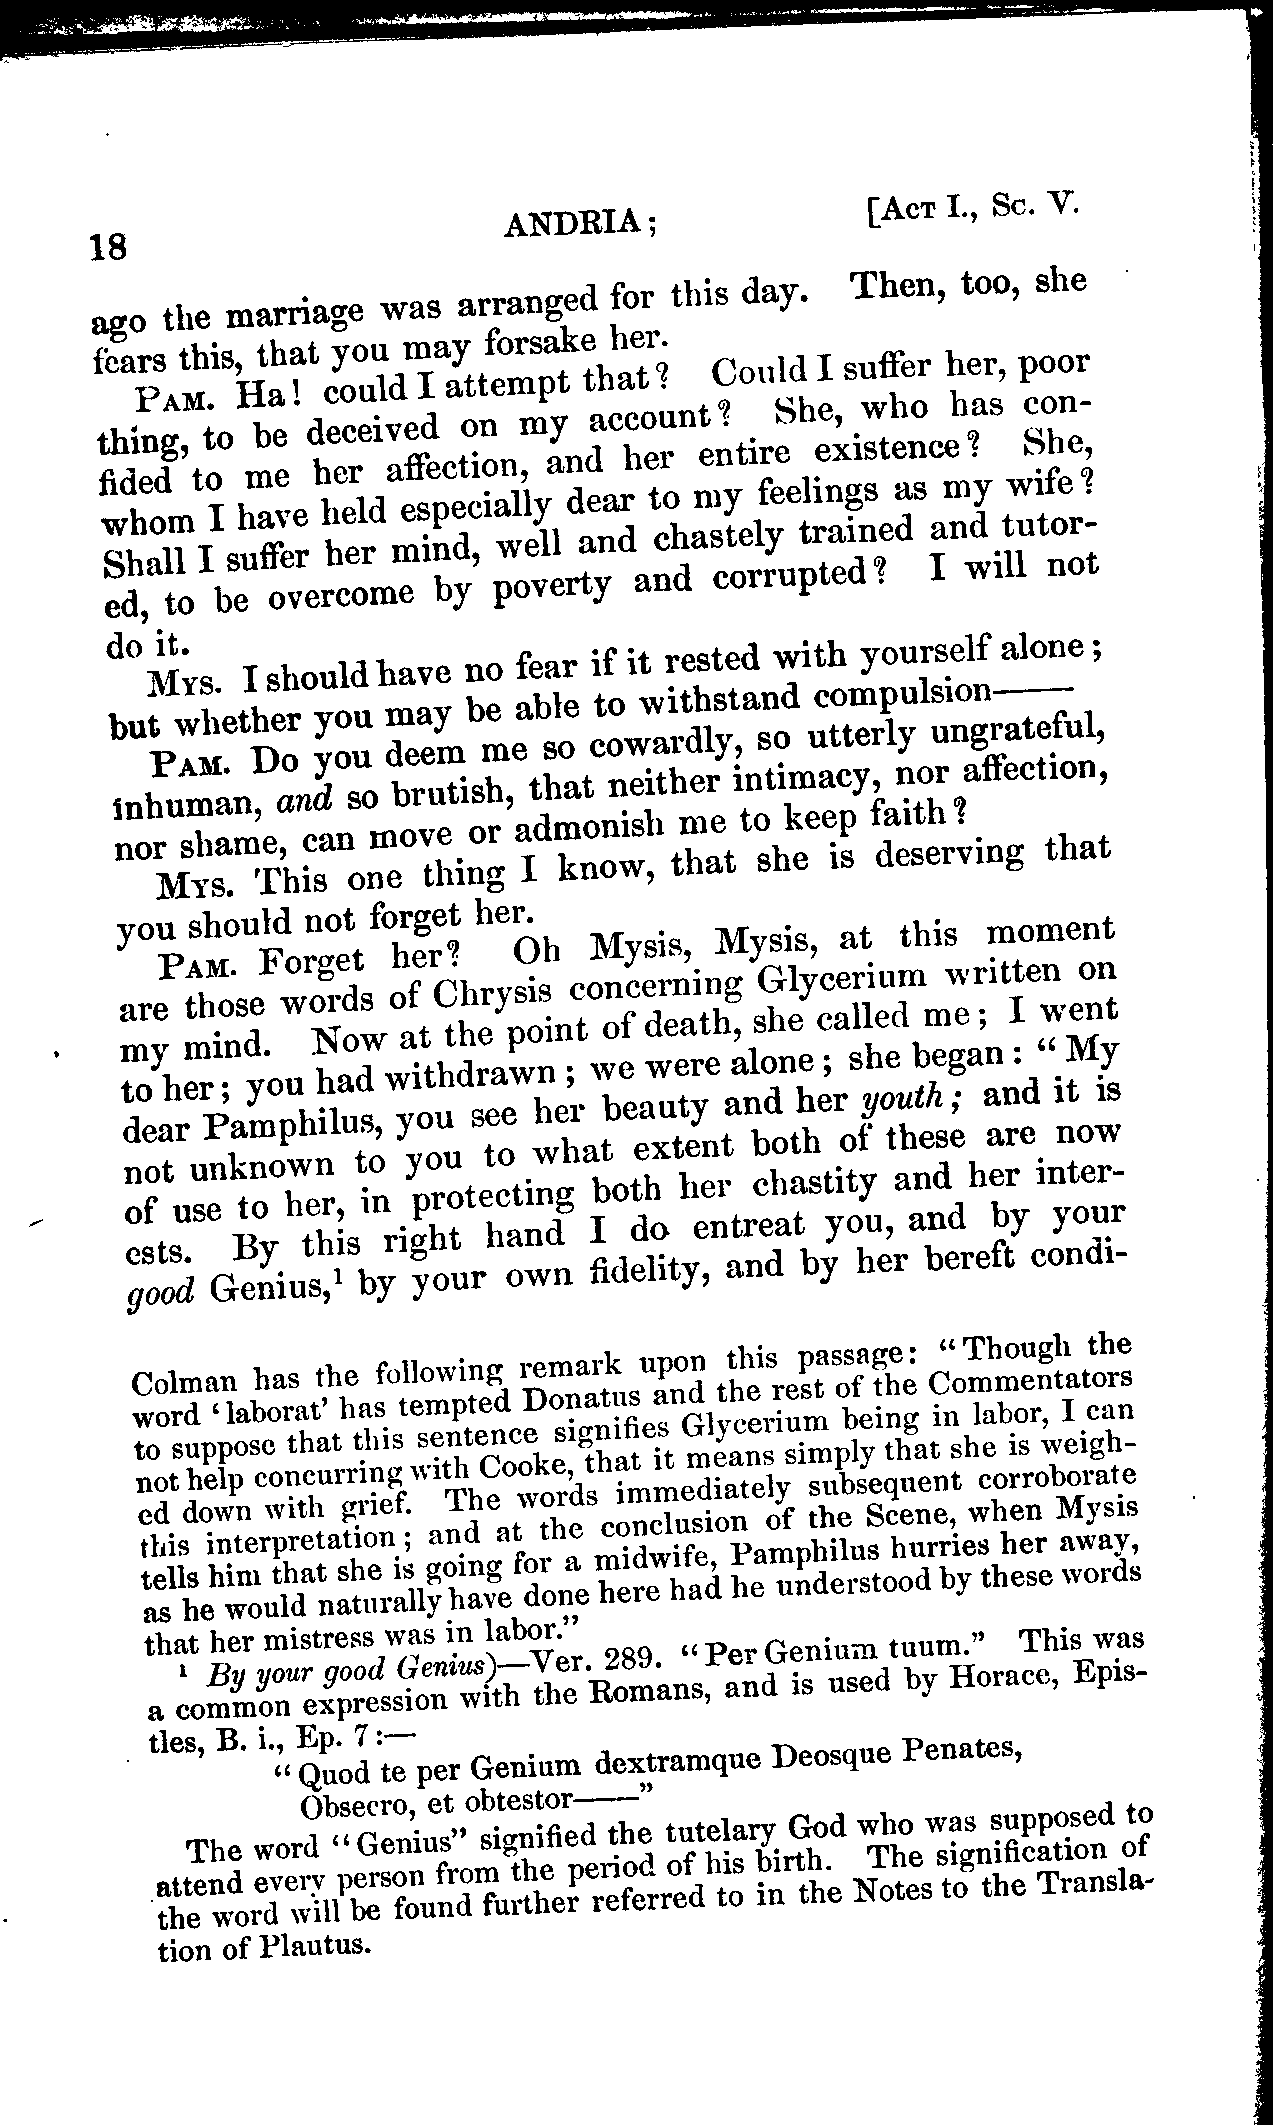 18 ANDRIA; [ACT I., Sc. V.
ago the marriage was arranged for this day. Then, too, she
fears this, that you may forsake her.
PAM. Ha! could I attempt that? Could I suffer her, poor
thing, to be deceived on my account? She, who has con-
fided to me her affection, and her entire existence? She,
whom I have held especially dear to my feelings as my wife?
Shall I suffer her mind, well and chastely trained and tutor-
ed, to be overcome by poverty and corrupted? I will not
do it.
MYS. I should have no fear if it rested with yourself alone;
but whether you may be able to withstand compulsion——
PAM. Do you deem me so cowardly, so utterly ungrateful,
inhuman, and so brutish, that neither intimacy, nor affection,
nor shame, can move or admonish me to keep faith?
MYS. This one thing I know, that she is deserving that
you should not forget her.
PAM. Forget her? Oh Mysis, Mysis, at this moment
are those words of Chrysis concerning Glycerium written on
my mind. Now at the point of death, she called me; I went
to her; you had withdrawn; we were alone; she began: "My
dear Pamphilus, you see her beauty and her youth; and it is
not unknown to you to what extent both of these are now
of use to her, in protecting both her chastity and her inter-
ests. By this right hand I do entreat you, and by your
good Genius,¹ by your own fidelity, and by her bereft condi-
Colman has the following remark upon this passage: "Though the
word 'laborat' has tempted Donatus and the rest of the Commentators
to suppose that this sentence signifies Glycerium being in labor, I can
not help concurring with Cooke, that it means simply that she is weigh-
ed down with grief. The words immediately subsequent corroborate
this interpretation; and at the conclusion of the Scene, when Mysis
tells him that she is going for a midwife, Pamphilus hurries her away,
as he would naturally have done here had he understood by these words
that her mistress was in labor."
¹ By your good Genius)—Ver. 289. "Per Genium tuum." This was
a common expression with the Romans, and is used by Horace, Epis-
tles, B. i., Ep. 7:—
"Quod te per Genium dextramque Deosque Penates,
Obsecro, et obtestor——"
The word "Genius" signified the tutelary God who was supposed to
attend every person from the period of his birth. The signification of
the word will be found further referred to in the Notes to the Transla-
tion of Plautus.